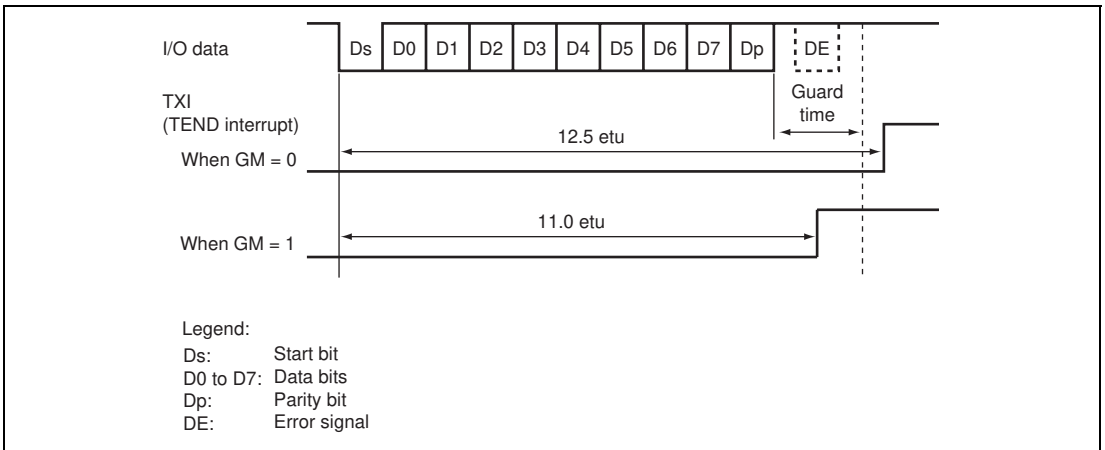 I/O data
Ds D0 D1 D2 D3 D4 D5 D6 D7 Dp DE
Guard
time
TXI
(TEND interrupt)
12.5 etu
When GM = 0
11.0 etu
When GM = 1
Legend:
Ds: Start bit
D0 to D7: Data bits
Dp: Parity bit
DE: Error signal